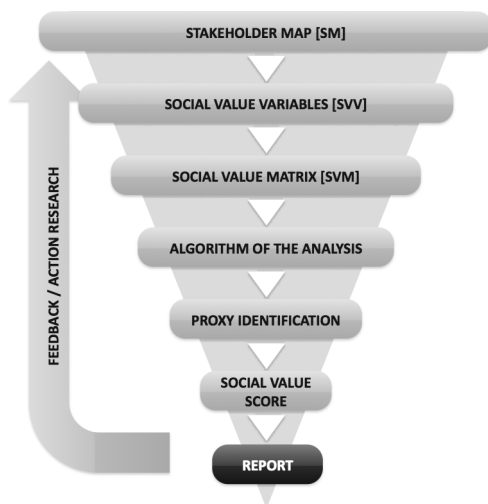 STAKEHOLDER MAP [SM]
SOCIAL VALUE VARIABLES [SVV]
SOCIAL VALUE MATRIX [SVM]
ALGORITHM OF THE ANALYSIS
PROXY IDENTIFICATION
SOCIAL VALUE
SCORE
REPORT
FEEDBACK / ACTION RESEARCH